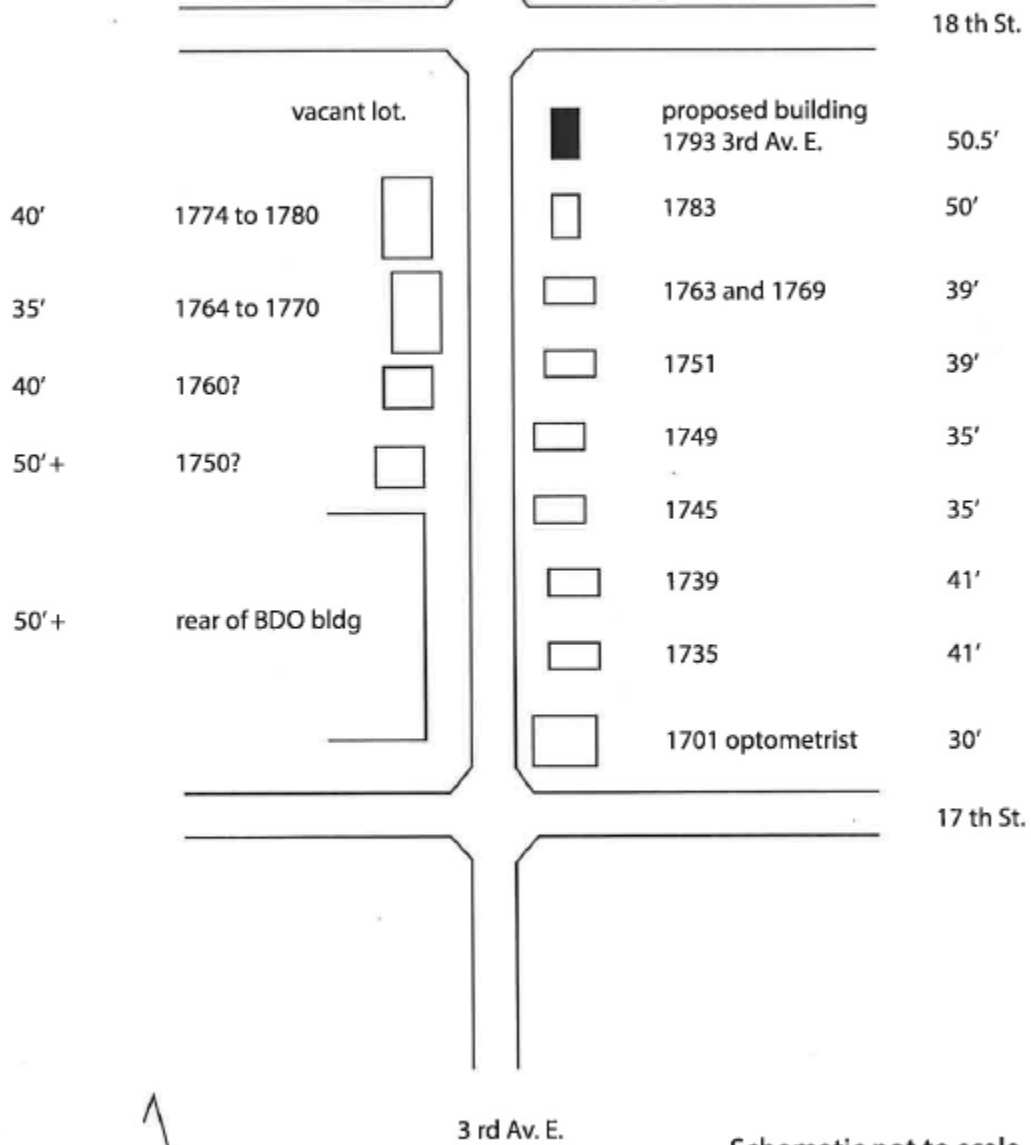 18 th St.
vacant lot.
proposed building
1793 3rd Av. E.
50.5'
40'
1774 to 1780
1783
50'
35'
1764 to 1770
1763 and 1769
39'
40'
1760?
1751
39'
50'+
1750?
1749
35'
1745
35'
50'+
rear of BDO bldg
1739
41'
1735
41'
1701 optometrist
30'
17 th St.
3 rd Av. E.
Schematic not to scale